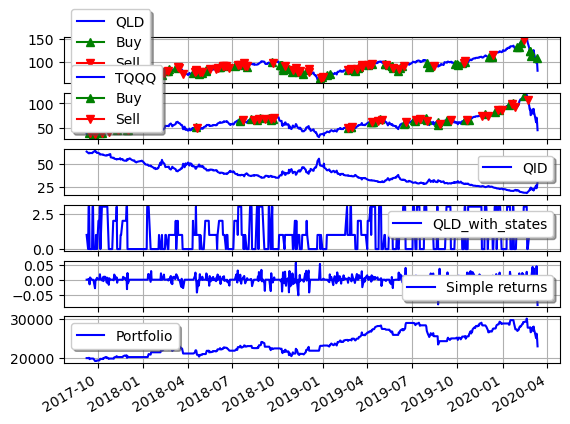 QLD
Buy
Sell
150
100
TQQQ
Buy
Sell
100
50
QID
50
25
QLD_with_states
2.5
0.0
Simple returns
0.05
0.00
−0.05
Portfolio
30000
20000
2017-10
2018-01
2018-04
2018-07
2018-10
2019-01
2019-04
2019-07
2019-10
2020-01
2020-04